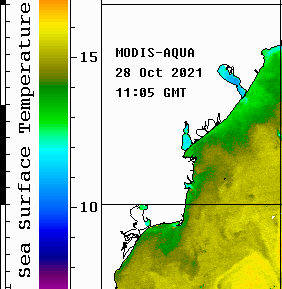 Sea Surface Temperature
15
10
MODIS-AQUA
28 Oct 2021
11:05 GMT